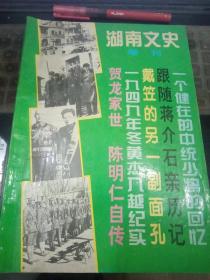 湖南文史
一个健在的中统少将的回忆
跟随蒋介石亲历记
戴笠的另一副面孔
一九四九年冬黄杰入越纪实
贺龙家世 陈明仁自传